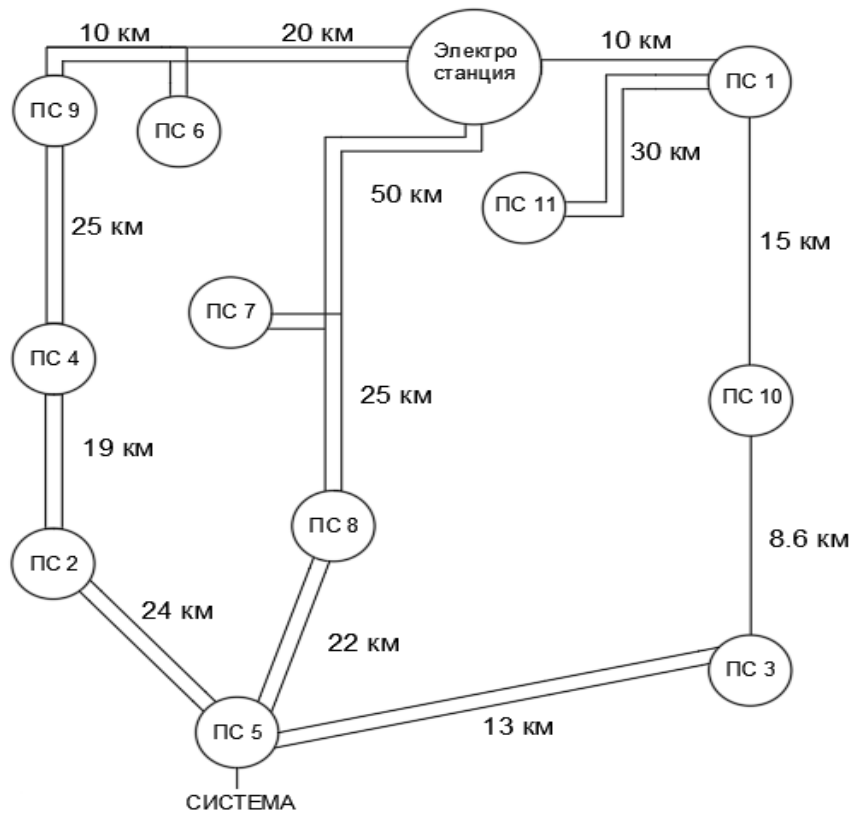 10 км
20 км
Электро
станция
10 км
ПС 9
ПС 6
ПС 1
30 км
50 км
ПС 11
25 км
15 км
ПС 7
ПС 4
25 км
ПС 10
19 км
ПС 8
8.6 км
ПС 2
24 км
22 км
ПС 3
ПС 5
13 км
СИСТЕМА